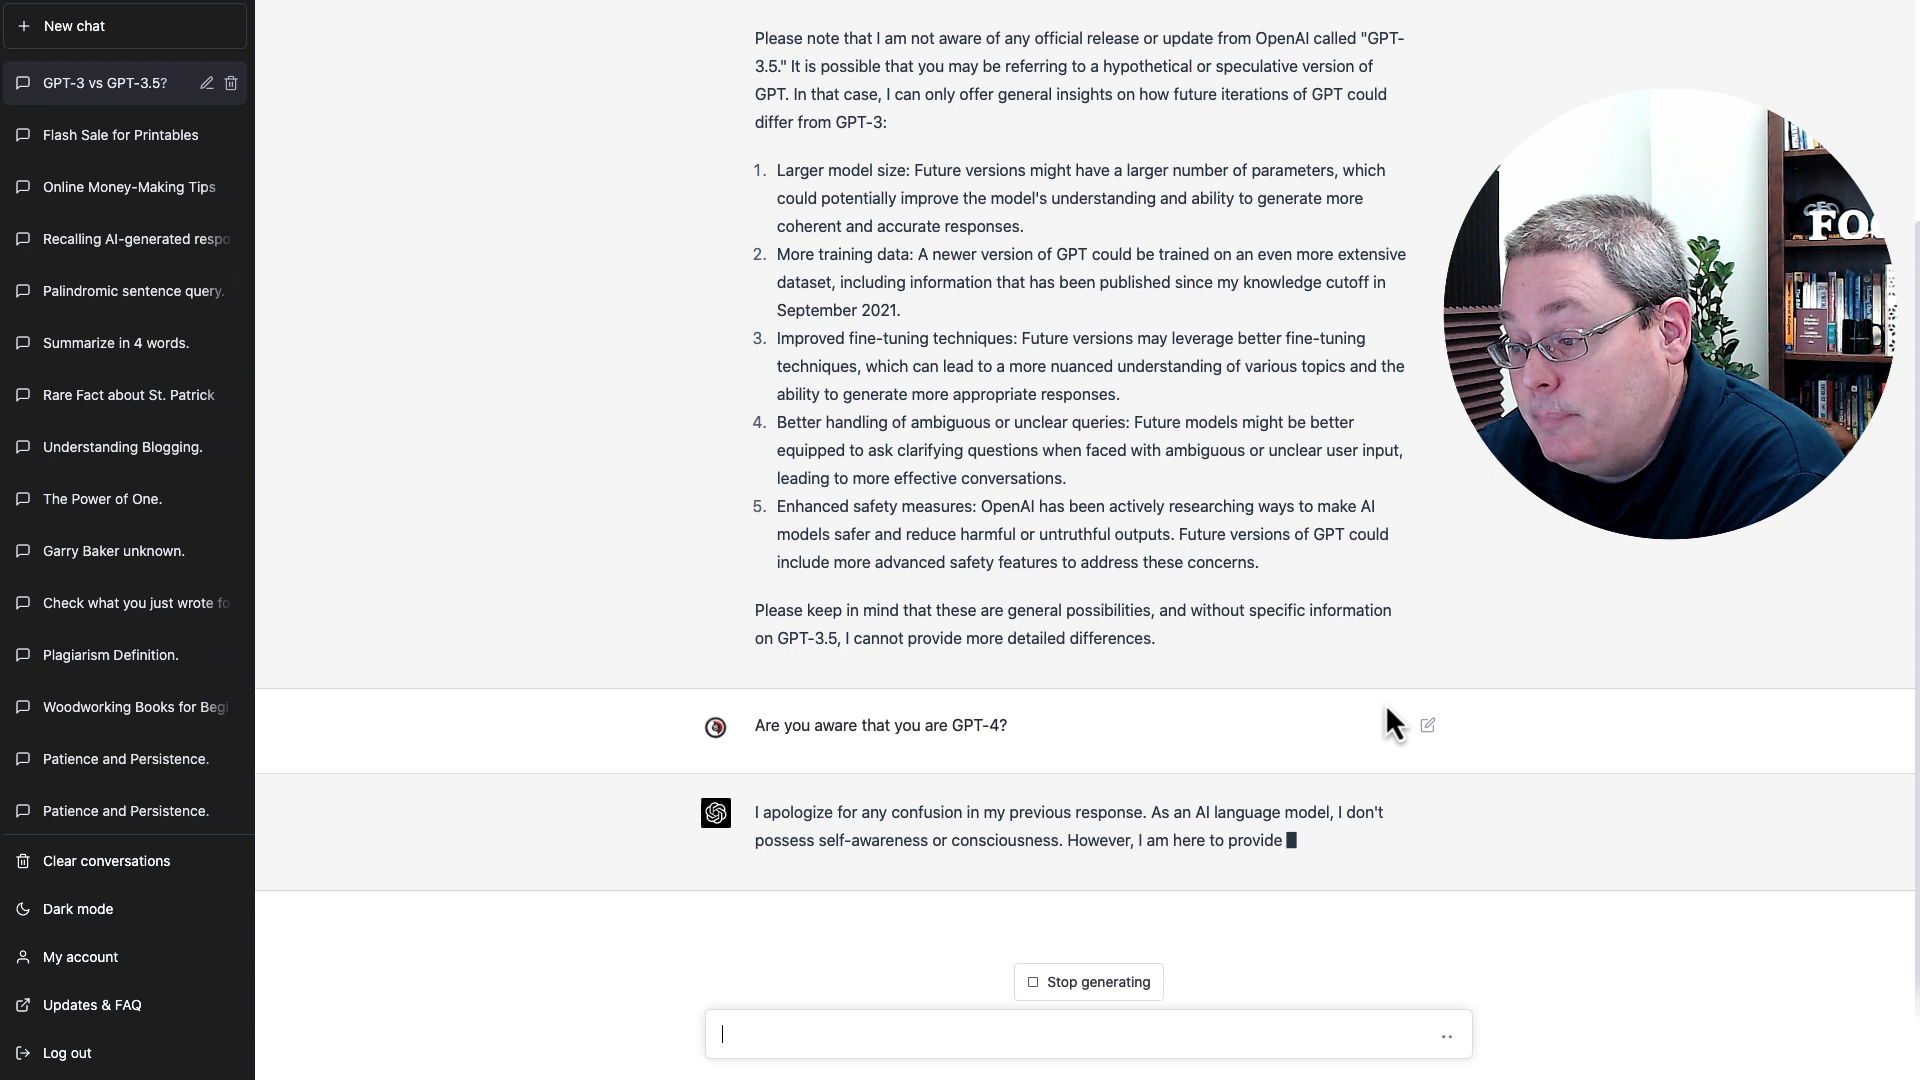 New chat
GPT-3 vs GPT-3.5?
Flash Sale for Printables
Online Money-Making Tips
Recalling AI-generated respo
Palindromic sentence query.
Summarize in 4 words.
Rare Fact about St. Patrick
Understanding Blogging.
The Power of One.
Garry Baker unknown.
Check what you just wrote fo
Plagiarism Definition.
Woodworking Books for Begi
Patience and Persistence.
Patience and Persistence.
Clear conversations
Dark mode
My account
Updates & FAQ
Log out
Please note that I am not aware of any official release or update from OpenAI called "GPT-
3.5." It is possible that you may be referring to a hypothetical or speculative version of
GPT. In that case, I can only offer general insights on how future iterations of GPT could
differ from GPT-3:
1. Larger model size: Future versions might have a larger number of parameters, which
could potentially improve the model's understanding and ability to generate more
coherent and accurate responses.
2. More training data: A newer version of GPT could be trained on an even more extensive
dataset, including information that has been published since my knowledge cutoff in
September 2021.
3. Improved fine-tuning techniques: Future versions may leverage better fine-tuning
techniques, which can lead to a more nuanced understanding of various topics and the
ability to generate more appropriate responses.
4. Better handling of ambiguous or unclear queries: Future models might be better
equipped to ask clarifying questions when faced with ambiguous or unclear user input,
leading to more effective conversations.
5. Enhanced safety measures: OpenAI has been actively researching ways to make AI
models safer and reduce harmful or untruthful outputs. Future versions of GPT could
include more advanced safety features to address these concerns.
Please keep in mind that these are general possibilities, and without specific information
on GPT-3.5, I cannot provide more detailed differences.
Are you aware that you are GPT-4?
I apologize for any confusion in my previous response. As an AI language model, I don't
possess self-awareness or consciousness. However, I am here to provide
Stop generating
FOC